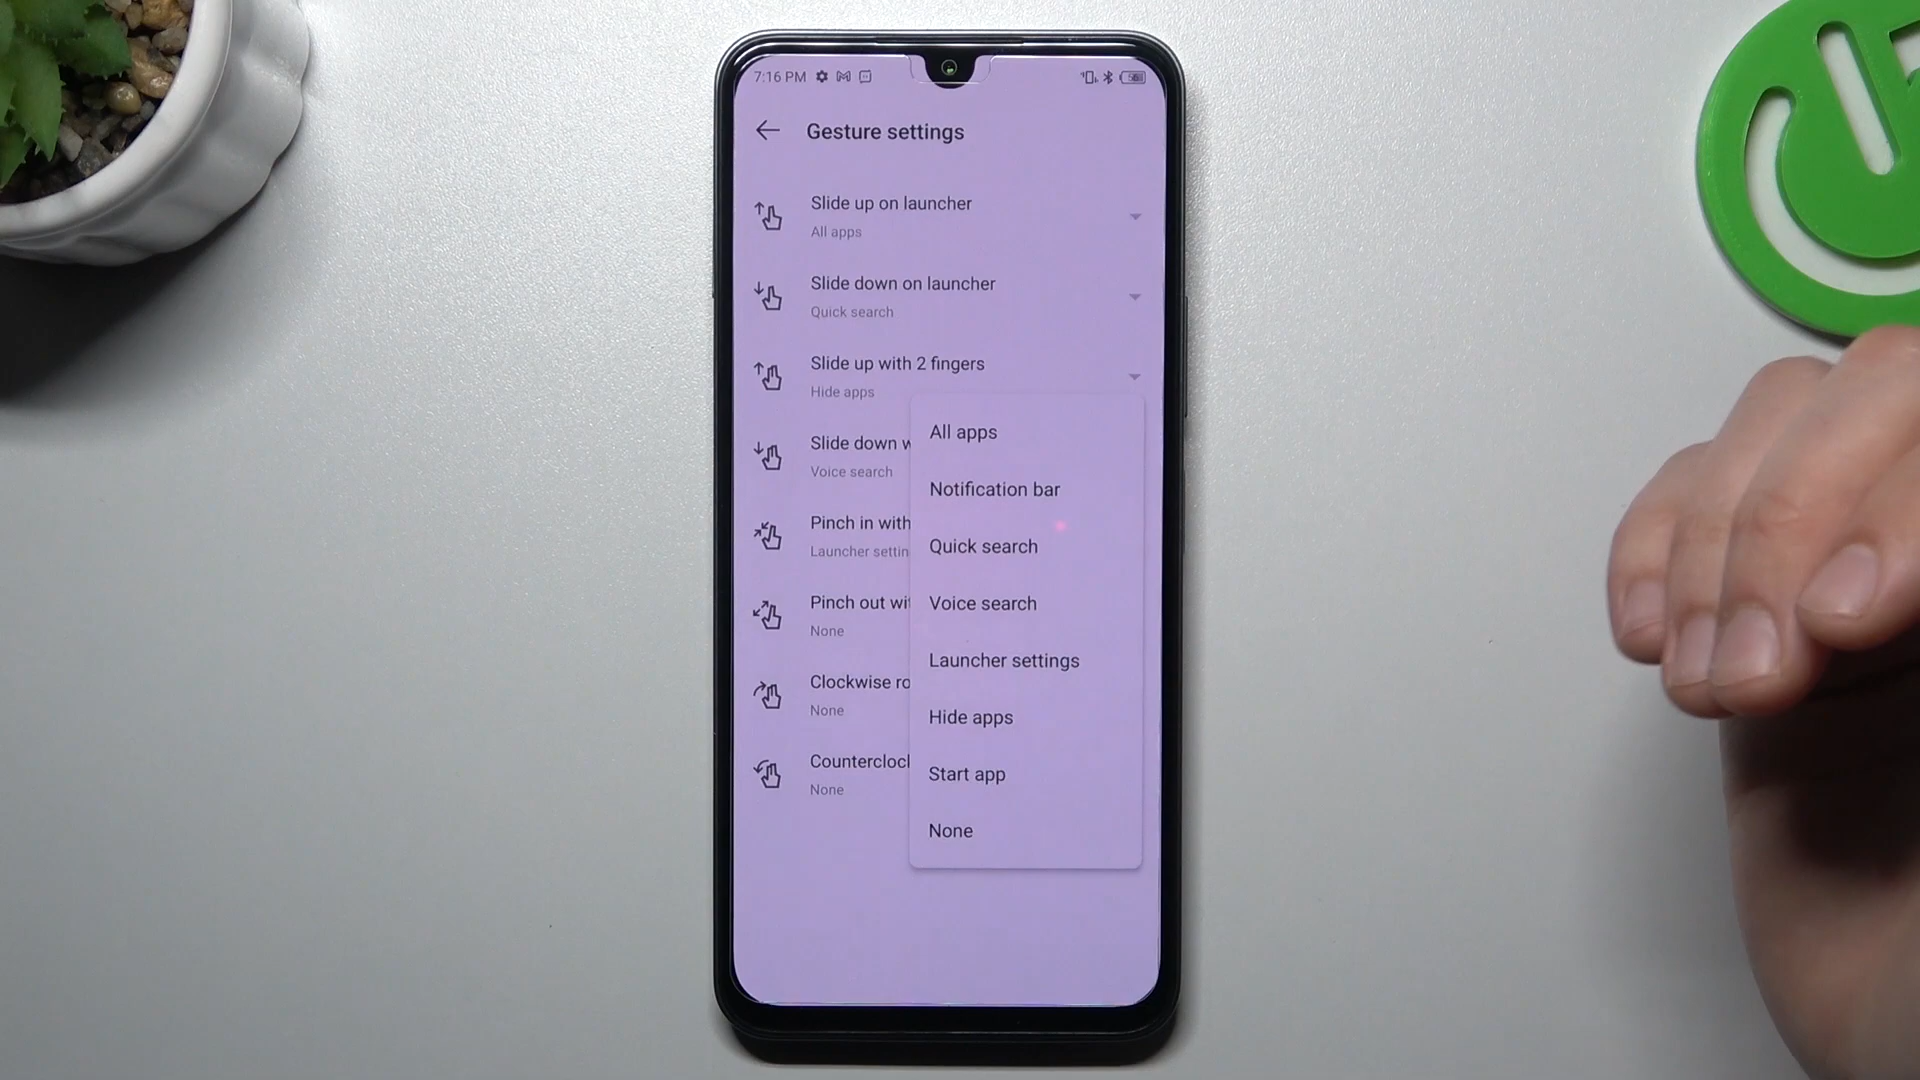 7:16 PM
Gesture settings
Slide up on launcher
All apps
Slide down on launcher
Quick search
Slide up with 2 fingers
Hide apps
Slide down w
Voice search
Pinch in with
Launcher settin
Pinch out wit
None
Clockwise ro
None
Countercloc
None
All apps
Notification bar
Quick search
Voice search
Launcher settings
Hide apps
Start app
None